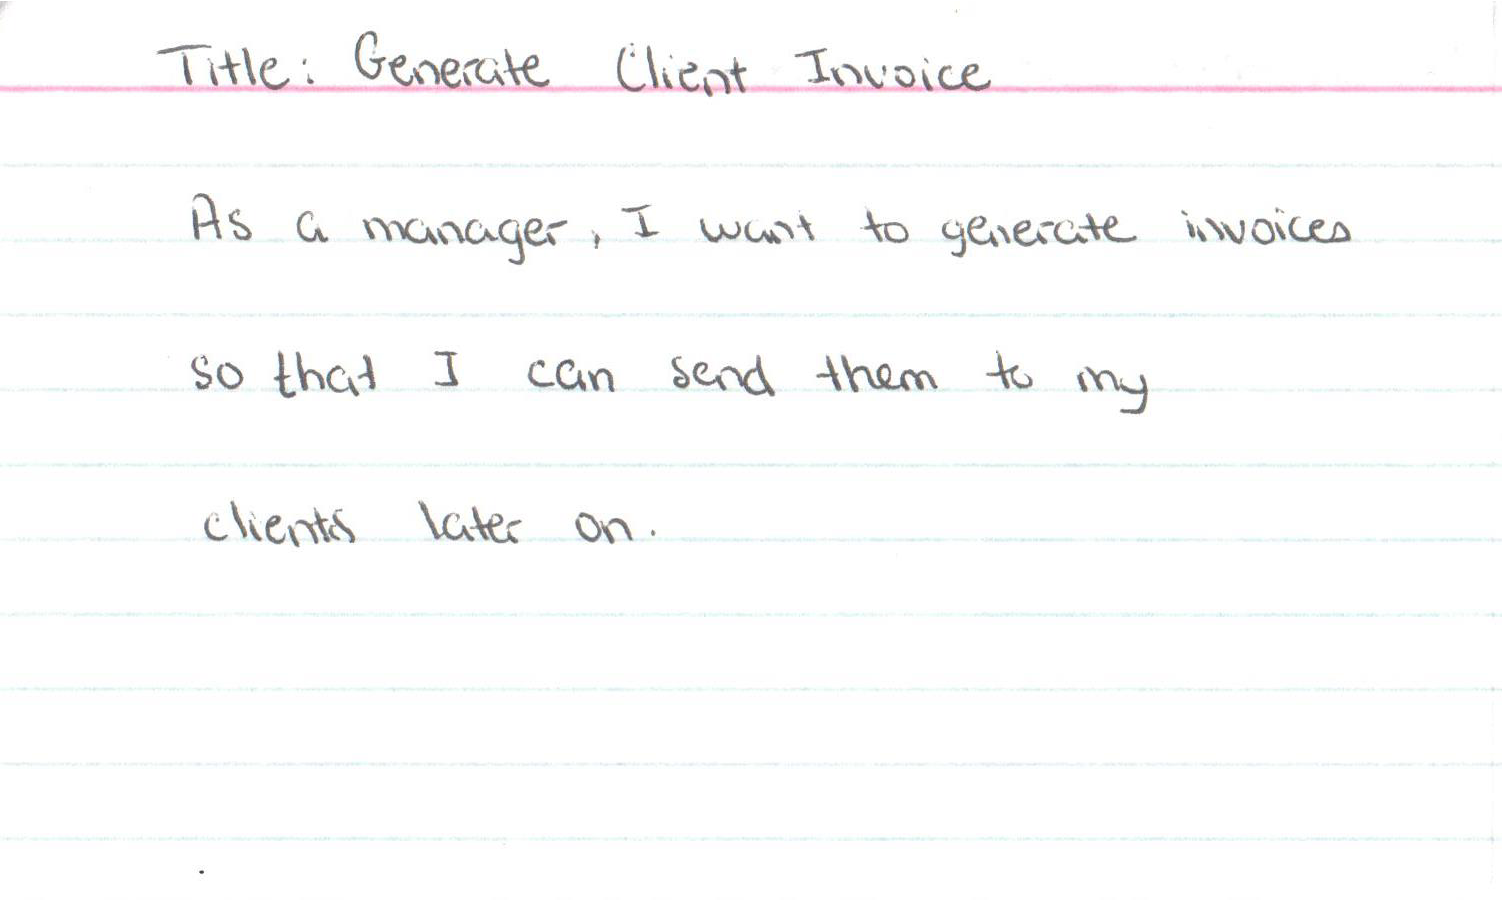 Title: Generate Client Invoice
As a manager, I want to generate invoices
so that I can send them to my
clients later on.